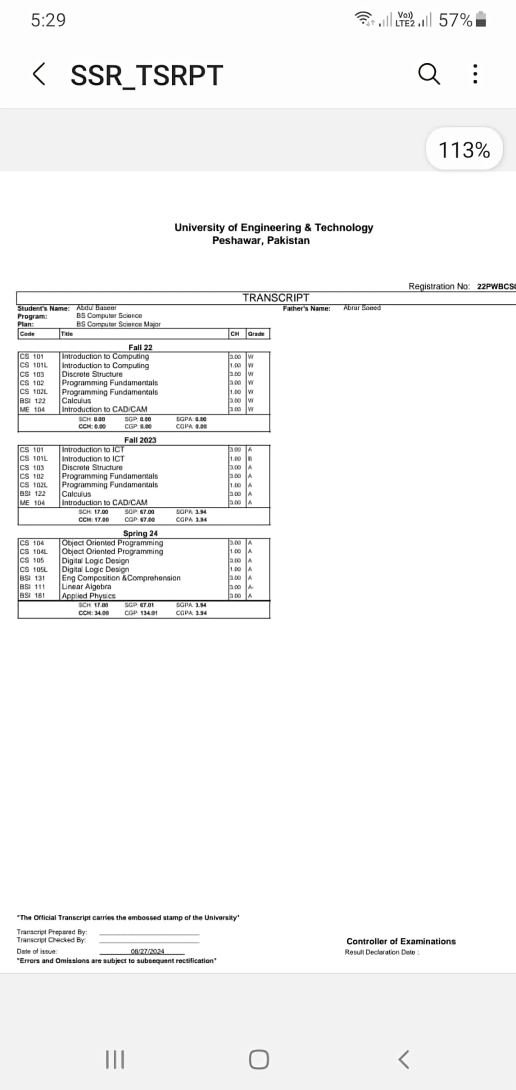 5:29 Vo)) LTE2 57%
SSR_TSRPT
113%
University of Engineering & Technology
Peshawar, Pakistan
Registration No: 22PWBCS
TRANSCRIPT
Student's Name: Abdul Baseer Father's Name: Abrar Saeed
Program: BS Computer Science
Plan: BS Computer Science Major
Code Title CH Grade
Fall 22
CS 101 Introduction to Computing 3.00 W
CS 101L Introduction to Computing 1.00 W
CS 103 Discrete Structure 3.00 W
CS 102 Programming Fundamentals 3.00 W
CS 102L Programming Fundamentals 1.00 W
BSI 122 Calculus 3.00 W
ME 104 Introduction to CAD/CAM 3.00 W
SCH: 0.00 SGP: 0.00 SGPA: 0.00
CCH: 0.00 CGP: 0.00 CGPA: 0.00
Fall 2023
CS 101 Introduction to ICT 3.00 A
CS 101L Introduction to ICT 1.00 B
CS 103 Discrete Structure 3.00 A
CS 102 Programming Fundamentals 3.00 A
CS 102L Programming Fundamentals 1.00 A
BSI 122 Calculus 3.00 A
ME 104 Introduction to CAD/CAM 3.00 A
SCH: 17.00 SGP: 67.00 SGPA: 3.94
CCH: 17.00 CGP: 67.00 CGPA: 3.94
Spring 24
CS 104 Object Oriented Programming 3.00 A
CS 104L Object Oriented Programming 1.00 A
CS 105 Digital Logic Design 3.00 A
CS 105L Digital Logic Design 1.00 A
BSI 131 Eng Composition &Comprehension 3.00 A
BSI 111 Linear Algebra 3.00 A-
BSI 181 Applied Physics 3.00 A
SCH: 17.00 SGP: 67.01 SGPA: 3.94
CCH: 34.00 CGP: 134.01 CGPA: 3.94
"The Official Transcript carries the embossed stamp of the University"
Transcript Prepared By:
Transcript Checked By:
Controller of Examinations
Date of issue: 08/27/2024 Result Declaration Date :
"Errors and Omissions are subject to subsequent rectification"